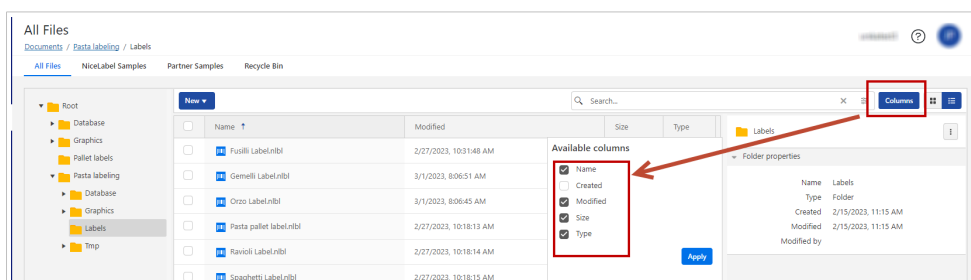 All Files
Documents / Pasta labeling / Labels
All Files NiceLabel Samples Partner Samples Recycle Bin
Root
Database
Graphics
Pallet labels
Pasta labeling
Database
Graphics
Labels
Tmp
New
Search...
Columns
Name Modified Size Type
Fusilli Label.nlbl 2/27/2023, 10:31:48 AM
Gemelli Label.nlbl 3/1/2023, 8:06:51 AM
Orzo Label.nlbl 3/1/2023, 8:06:45 AM
Pasta pallet label.nlbl 2/27/2023, 10:18:13 AM
Ravioli Label.nlbl 2/27/2023, 10:18:14 AM
Spaghetti Label.nlbl 2/27/2023, 10:18:15 AM
Available columns
Name
Created
Modified
Size
Type
Apply
Labels
Folder properties
Name Labels
Type Folder
Created 2/15/2023, 11:15 AM
Modified 2/15/2023, 11:15 AM
Modified by